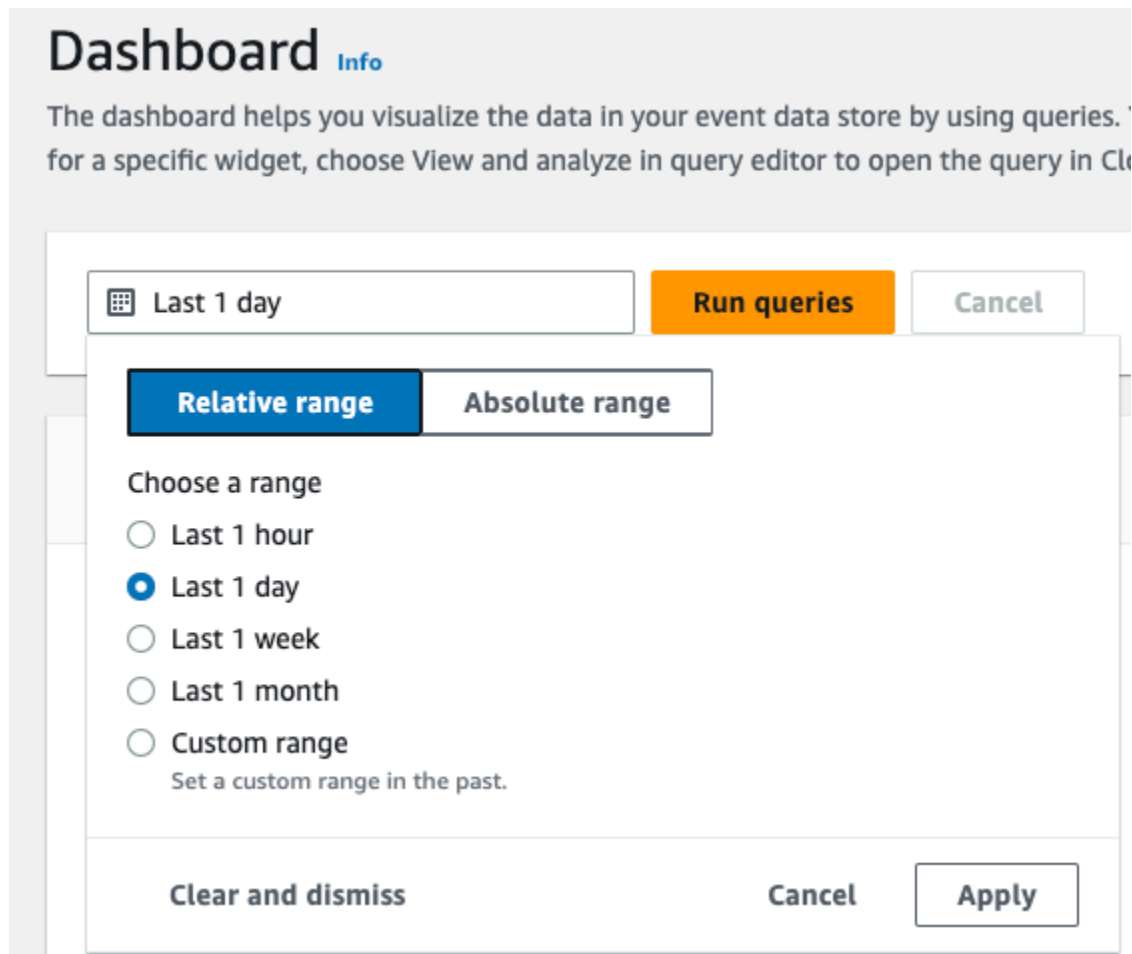 Dashboard Info
The dashboard helps you visualize the data in your event data store by using queries.
for a specific widget, choose View and analyze in query editor to open the query in
Last 1 day
Run queries
Cancel
Relative range
Absolute range
Choose a range
Last 1 hour
Last 1 day
Last 1 week
Last 1 month
Custom range
Set a custom range in the past.
Clear and dismiss
Cancel
Apply